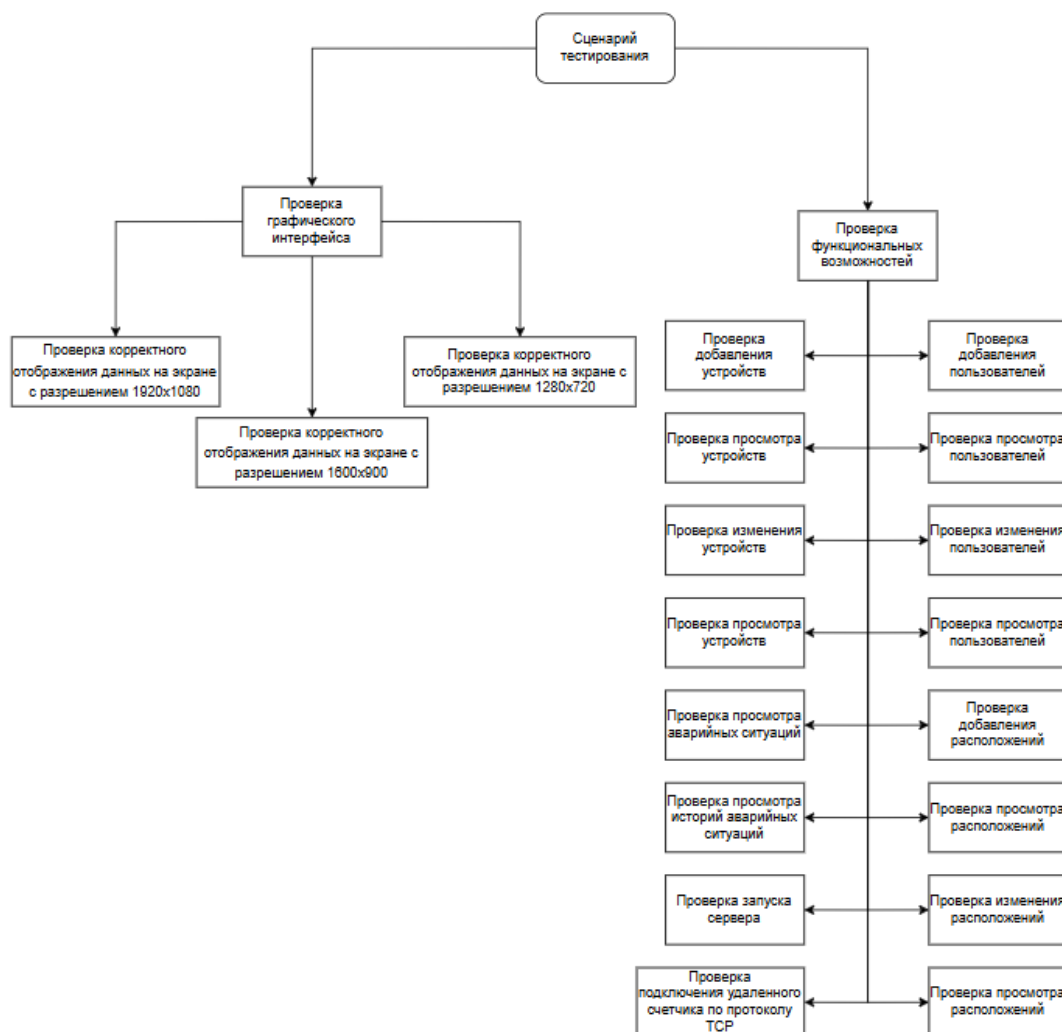 Сценарий
тестирования
Проверка
графического
интерфейса
Проверка
функциональных
возможностей
Проверка корректного
отображения данных на экране
с разрешением 1920x1080
Проверка корректного
отображения данных на экране с
разрешением 1280x720
Проверка корректного
отображения данных на экране с
разрешением 1600x900
Проверка
добавления
устройств
Проверка
добавления
пользователей
Проверка просмотра
устройств
Проверка просмотра
пользователей
Проверка изменения
устройств
Проверка изменения
пользователей
Проверка просмотра
устройств
Проверка просмотра
пользователей
Проверка просмотра
аварийных ситуаций
Проверка
добавления
расположений
Проверка просмотра
историй аварийных
ситуаций
Проверка просмотра
расположений
Проверка запуска
сервера
Проверка изменения
расположений
Проверка
подключения удаленного
счетчика по протоколу
TCP
Проверка просмотра
расположений